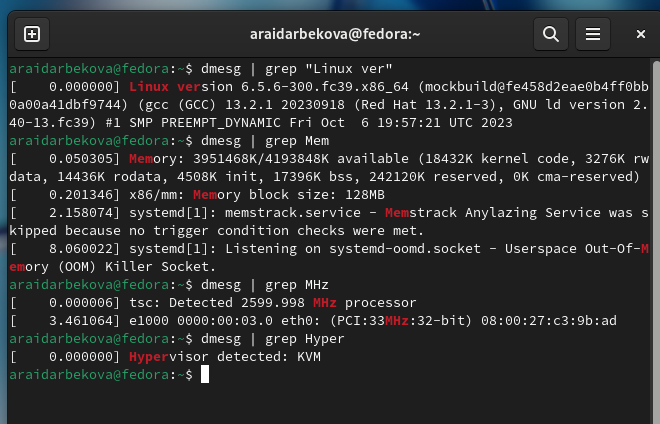 araidarbekova@fedora:~
araidarbekova@fedora:~$ dmesg | grep "Linux ver"
[    0.000000] Linux version 6.5.6-300.fc39.x86_64 (mockbuild@fe458d2eae0b4ff0bb
0a00a41dbf9744) (gcc (GCC) 13.2.1 20230918 (Red Hat 13.2.1-3), GNU ld version 2.
40-13.fc39) #1 SMP PREEMPT_DYNAMIC Fri Oct  6 19:57:21 UTC 2023
araidarbekova@fedora:~$ dmesg | grep Mem
[    0.050305] Memory: 3951468K/4193848K available (18432K kernel code, 3276K rw
data, 14436K rodata, 4508K init, 17396K bss, 242120K reserved, 0K cma-reserved)
[    0.201346] x86/mm: Memory block size: 128MB
[    2.158074] systemd[1]: memstrack.service - Memstrack Anylazing Service was s
kipped because no trigger condition checks were met.
[    8.060022] systemd[1]: Listening on systemd-oomd.socket - Userspace Out-Of-M
emory (OOM) Killer Socket.
araidarbekova@fedora:~$ dmesg | grep MHz
[    0.000006] tsc: Detected 2599.998 MHz processor
[    3.461064] e1000 0000:00:03.0 eth0: (PCI:33MHz:32-bit) 08:00:27:c3:9b:ad
araidarbekova@fedora:~$ dmesg | grep Hyper
[    0.000000] Hypervisor detected: KVM
araidarbekova@fedora:~$